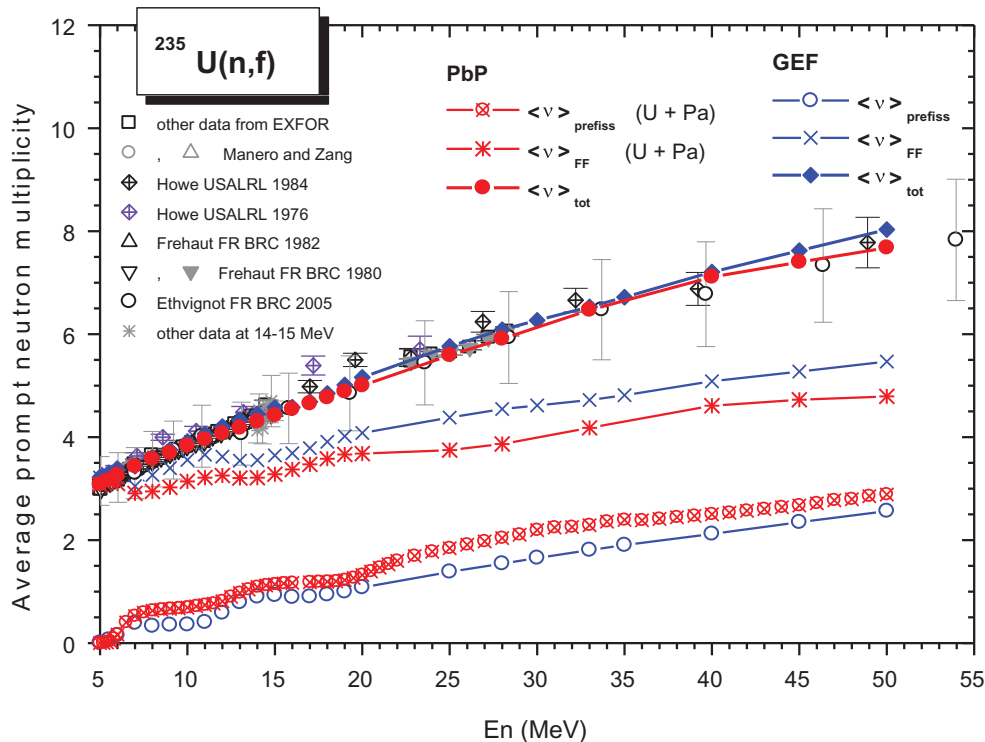 12
10
8
6
4
2
0
Average prompt neutron multiplicity
235
U(n,f)
other data from EXFOR
, Manero and Zang
Howe USALRL 1984
Howe USALRL 1976
Frehaut FR BRC 1982
, Frehaut FR BRC 1980
Ethvignot FR BRC 2005
other data at 14-15 MeV
PbP
<ν>prefiss (U + Pa)
<ν>FF (U + Pa)
<ν>tot
GEF
<ν>prefiss
<ν>FF
<ν>tot
5 10 15 20 25 30 35 40 45 50 55
En (MeV)